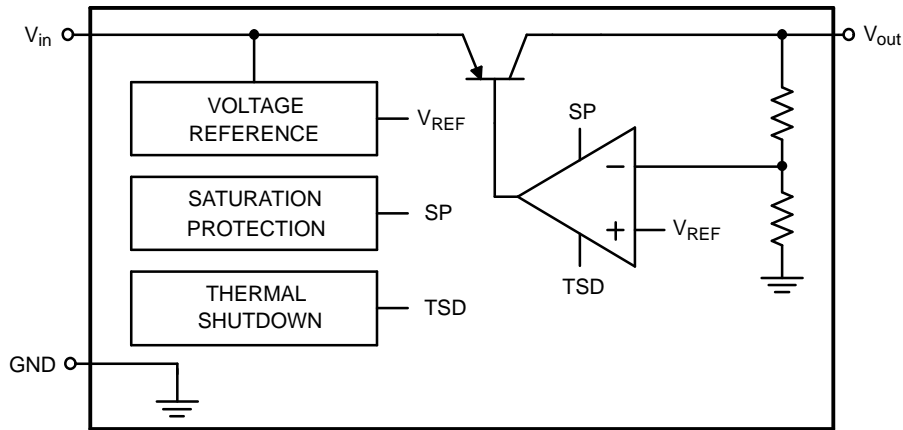 Vin
Vout
VOLTAGE
REFERENCE
VREF
SP
SATURATION
PROTECTION
SP
−
+
VREF
TSD
THERMAL
SHUTDOWN
TSD
GND